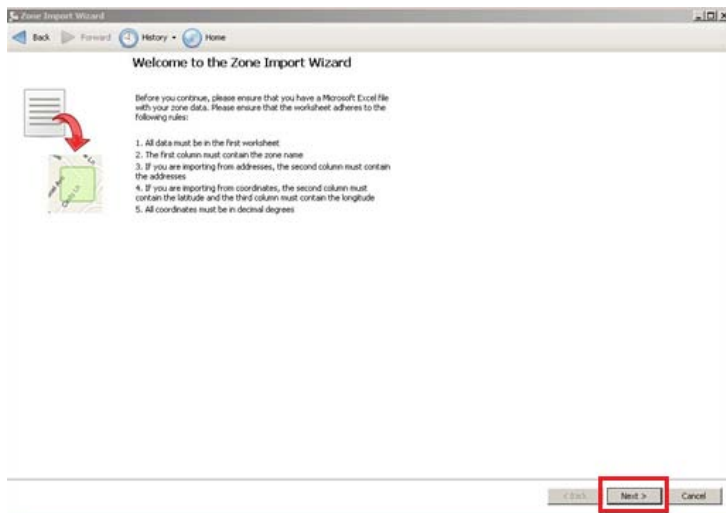 Zone Import Wizard
Back Forward History Home
Welcome to the Zone Import Wizard
Before you continue, please ensure that you have a Microsoft Excel file
with your zone data. Please ensure that the worksheet adheres to the
following rules:
1. All data must be in the first worksheet
2. The first column must contain the zone name
3. If you are importing from addresses, the second column must contain
the addresses
4. If you are importing from coordinates, the second column must
contain the latitude and the third column must contain the longitude
5. All coordinates must be in decimal degrees
< Back Next > Cancel